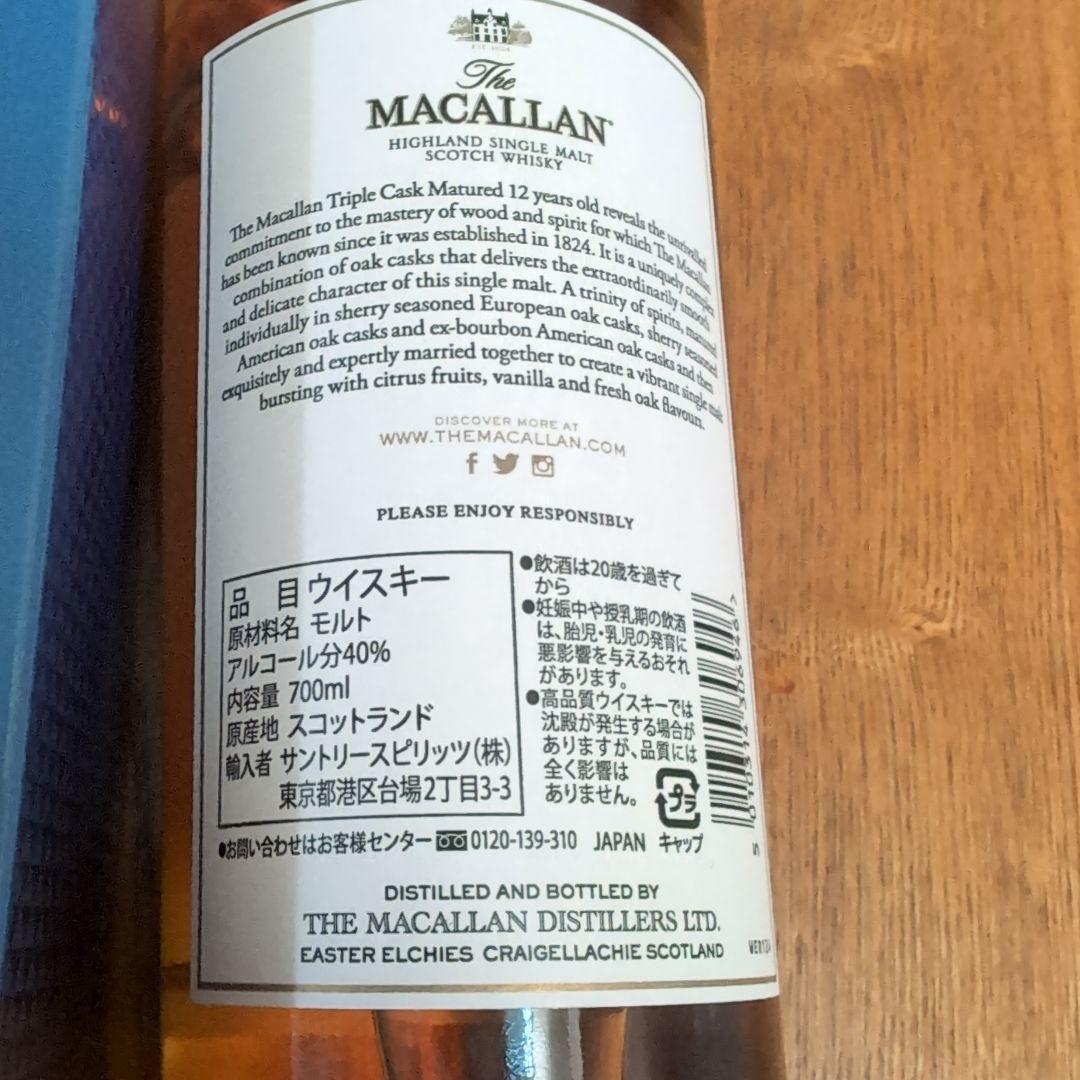 EST. 1824
The
MACALLAN
HIGHLAND SINGLE MALT
SCOTCH WHISKY
The Macallan Triple Cask Matured 12 years old reveals the unrivalled
commitment to the mastery of wood and spirit for which The Macallan
has been known since it was established in 1824. It is a uniquely complex
combination of oak casks that delivers the extraordinarily smooth
and delicate character of this single malt. A trinity of spirits, matured
individually in sherry seasoned European oak casks, sherry seasoned
American oak casks and ex-bourbon American oak casks and then
exquisitely and expertly married together to create a vibrant single malt
bursting with citrus fruits, vanilla and fresh oak flavours.
DISCOVER MORE AT
WWW.THEMACALLAN.COM
PLEASE ENJOY RESPONSIBLY
品 目 ウイスキー
原材料名 モルト
アルコール分40%
内容量 700ml
原産地 スコットランド
輸入者 サントリースピリッツ(株)
東京都港区台場2丁目3-3
●飲酒は20歳を過ぎて
から
●妊娠中や授乳期の飲酒
は、胎児・乳児の発育に
悪影響を与えるおそれ
があります。
●高品質ウイスキーでは
沈殿が発生する場合が
ありますが、品質には
全く影響は
ありません。
プラ
●お問い合わせはお客様センター 0120-139-310 JAPAN キャップ
DISTILLED AND BOTTLED BY
THE MACALLAN DISTILLERS LTD.
EASTER ELCHIES CRAIGELLACHIE SCOTLAND